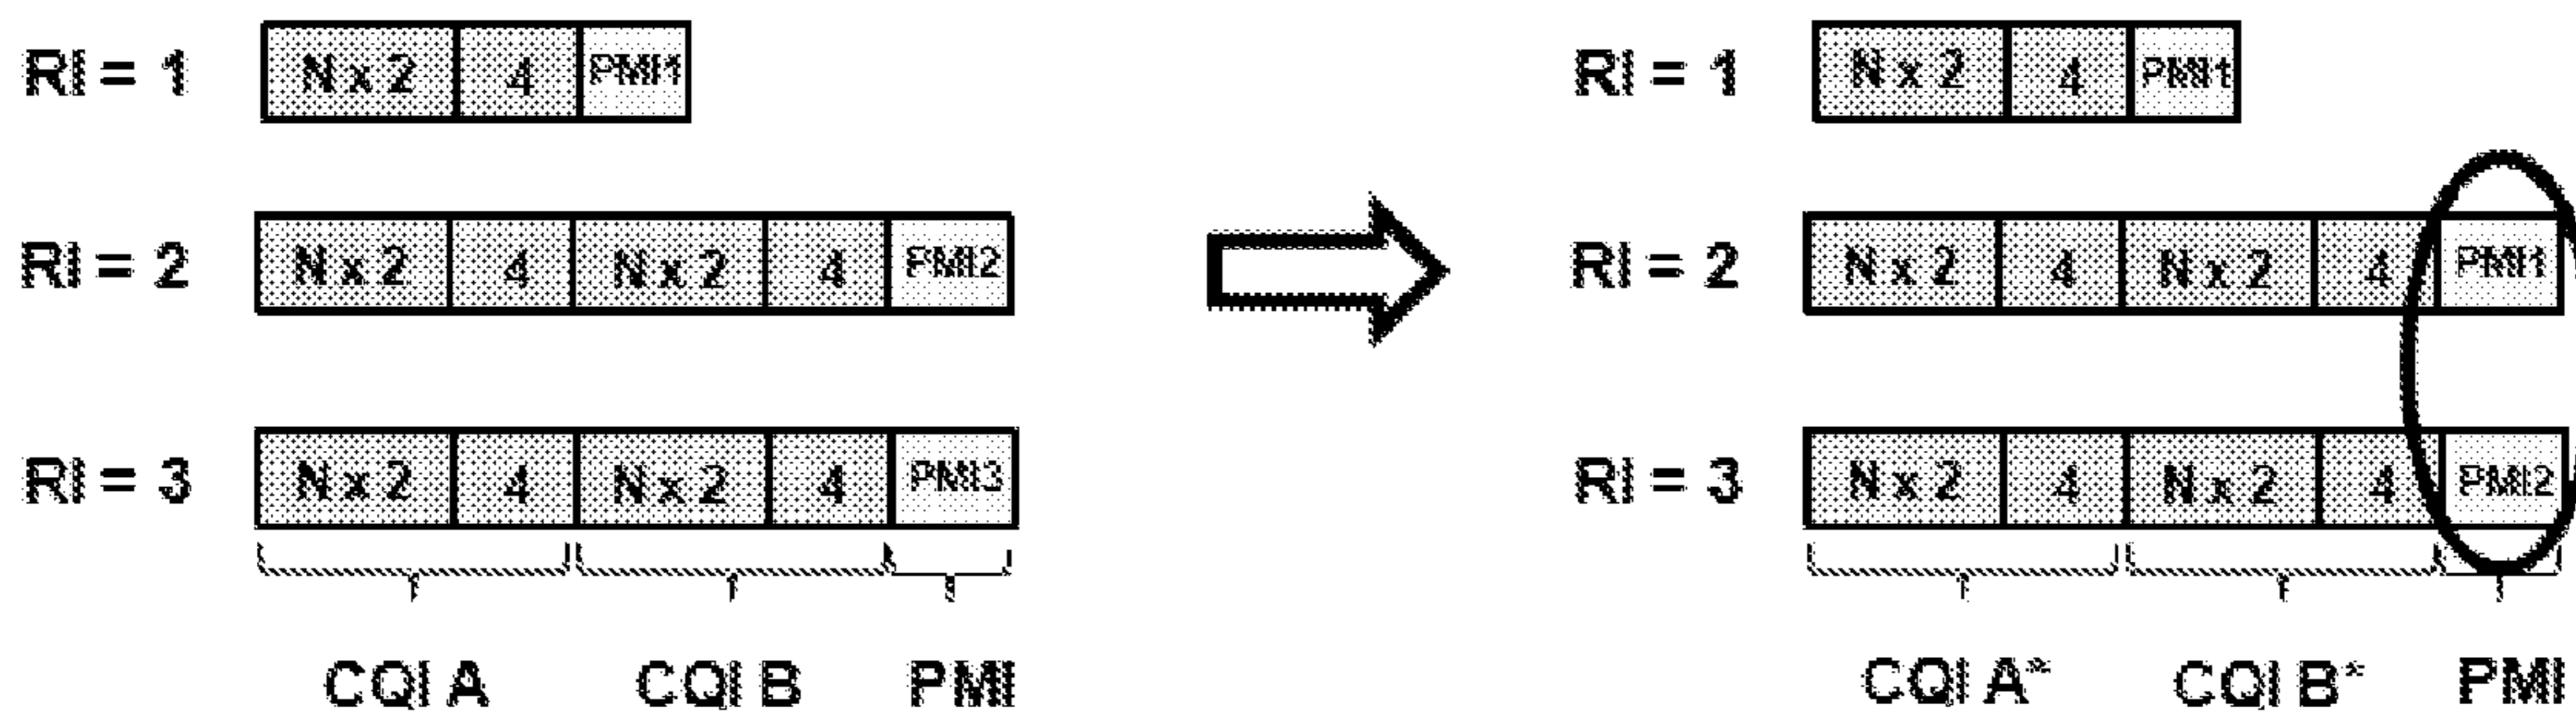 RI = 1 N x 2 4 PMI1
RI = 2 N x 2 4 N x 2 4 PMI2
RI = 3 N x 2 4 N x 2 4 PMI3
CQI A CQI B PMI
RI = 1 N x 2 4 PMI1
RI = 2 N x 2 4 N x 2 4 PMI1
RI = 3 N x 2 4 N x 2 4 PMI2
CQI A* CQI B* PMI